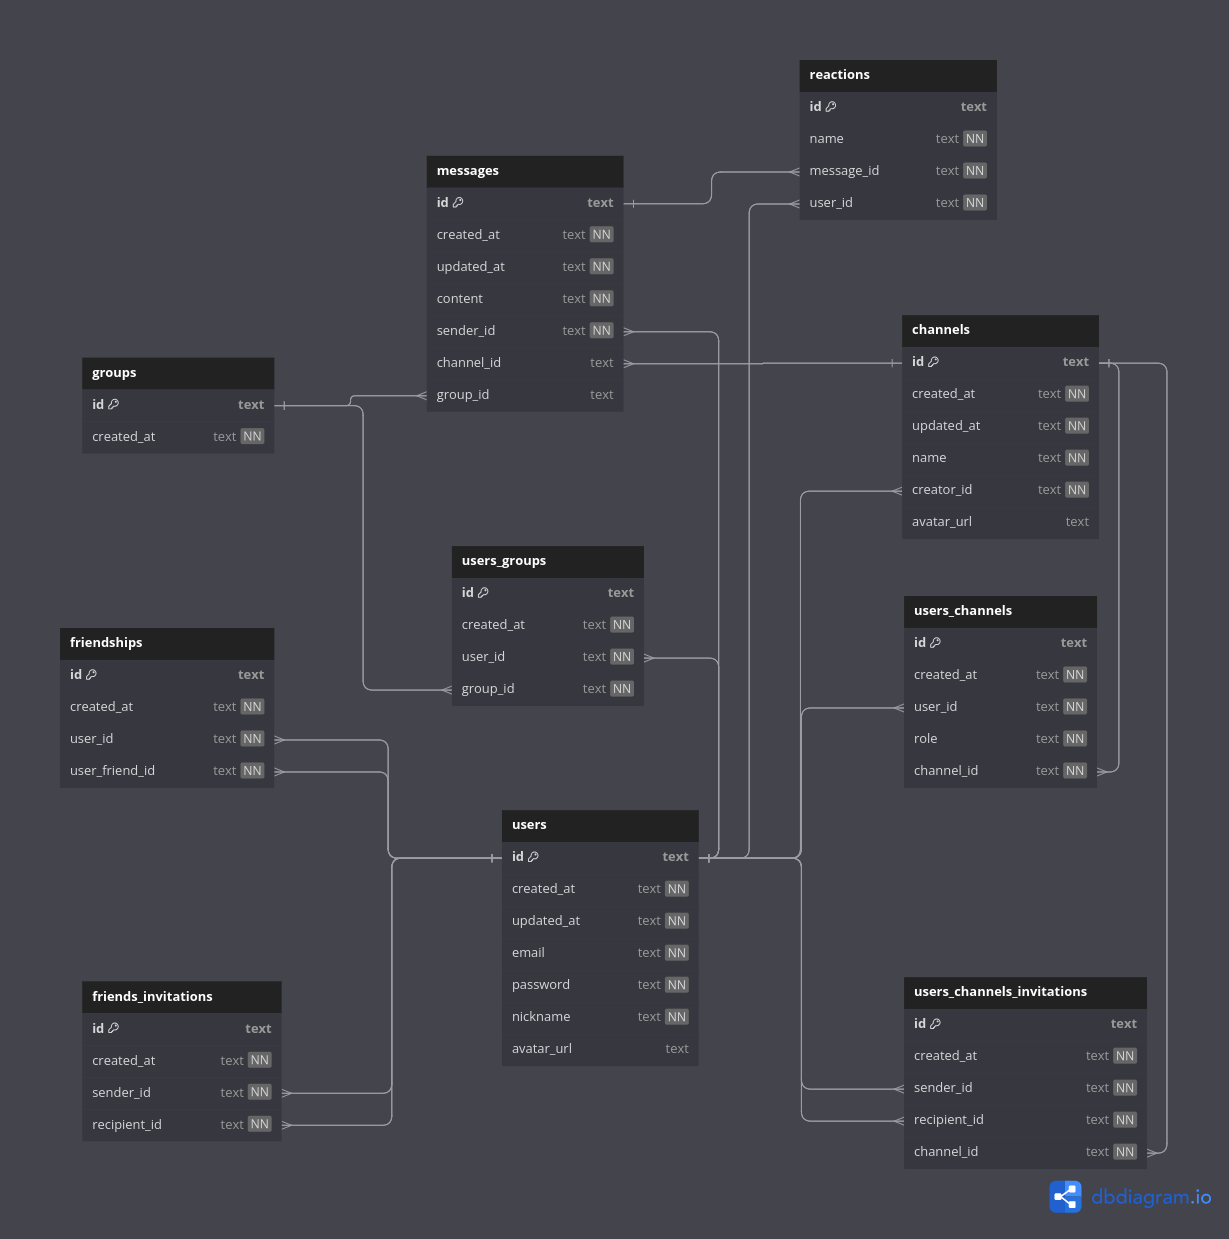 reactions
id text
name text NN
message_id text NN
user_id text NN
messages
id text
created_at text NN
updated_at text NN
content text NN
sender_id text NN
channel_id text
group_id text
channels
id text
created_at text NN
updated_at text NN
name text NN
creator_id text NN
avatar_url text
groups
id text
created_at text NN
users_groups
id text
created_at text NN
user_id text NN
group_id text NN
users_channels
id text
created_at text NN
user_id text NN
role text NN
channel_id text NN
friendships
id text
created_at text NN
user_id text NN
user_friend_id text NN
users
id text
created_at text NN
updated_at text NN
email text NN
password text NN
nickname text NN
avatar_url text
friends_invitations
id text
created_at text NN
sender_id text NN
recipient_id text NN
users_channels_invitations
id text
created_at text NN
sender_id text NN
recipient_id text NN
channel_id text NN
dbdiagram.io